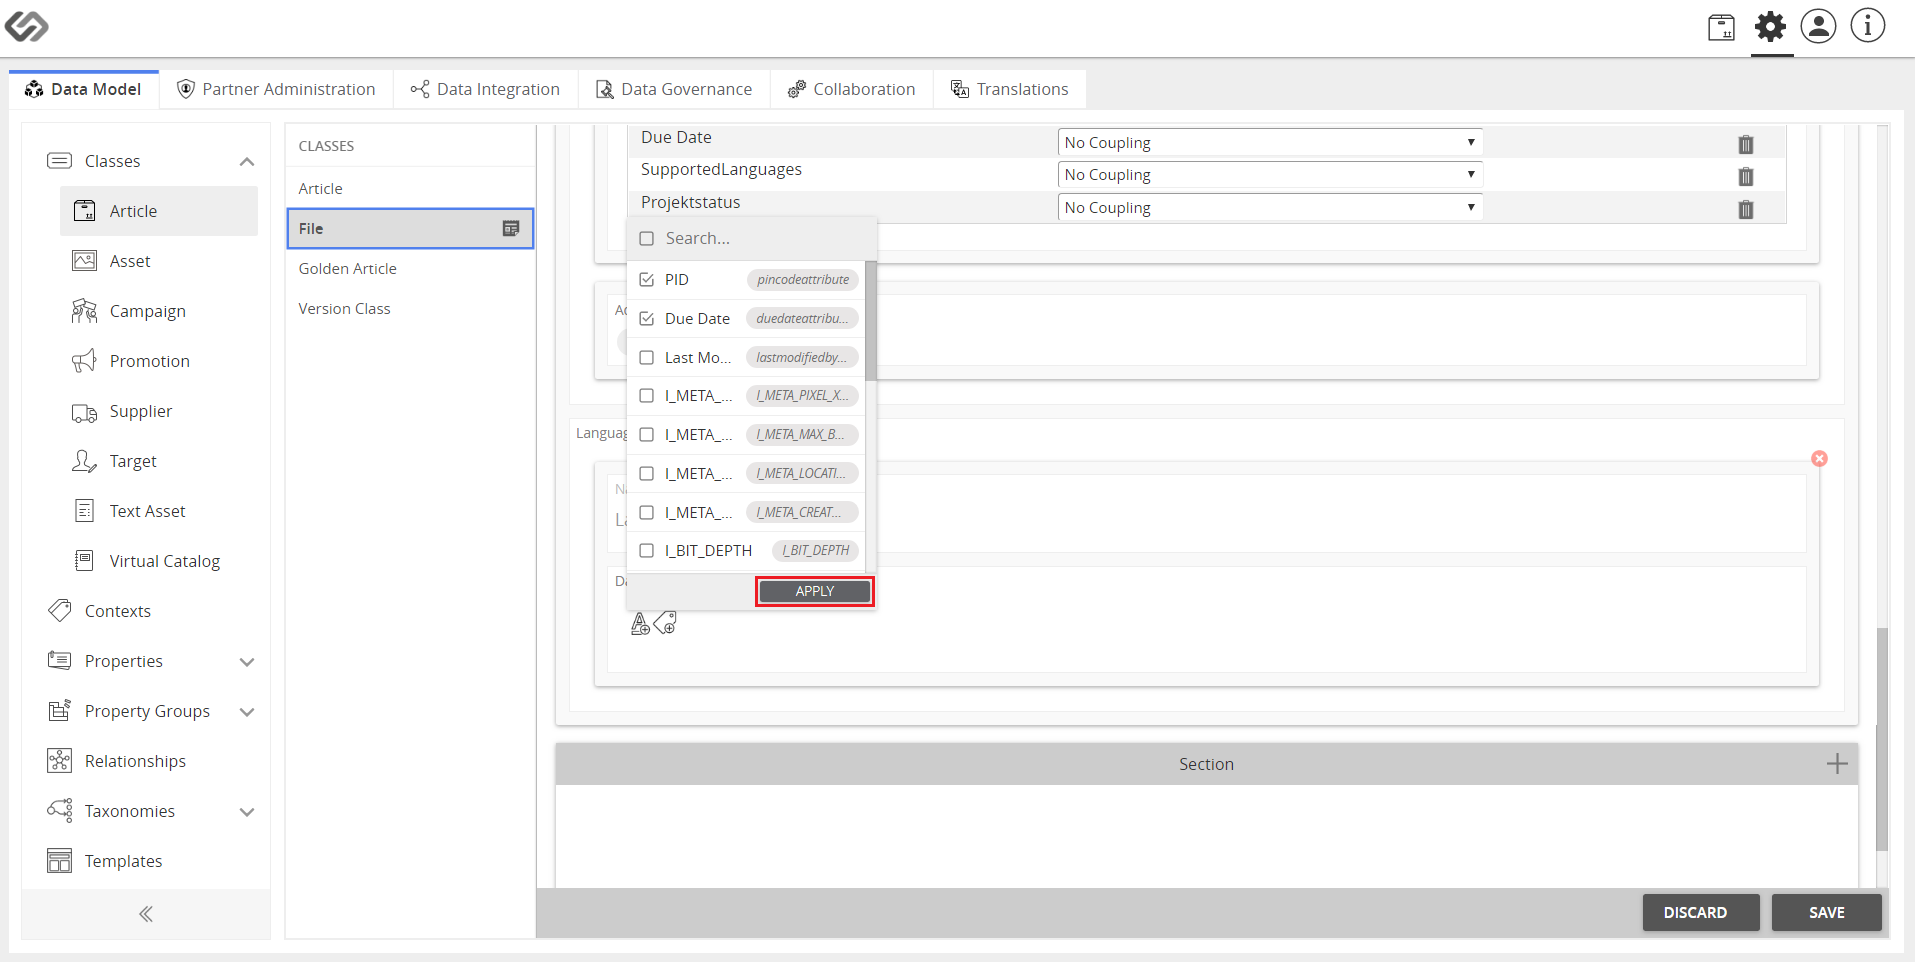 Data Model
Partner Administration
Data Integration
Data Governance
Collaboration
Translations
Classes
Article
Asset
Campaign
Promotion
Supplier
Target
Text Asset
Virtual Catalog
Contexts
Properties
Property Groups
Relationships
Taxonomies
Templates
CLASSES
Article
File
Golden Article
Version Class
Due Date No Coupling
SupportedLanguages No Coupling
Projektstatus No Coupling
Search...
PID pincodeattribute
Due Date duedateattribu...
Last Mo... lastmodifiedby...
I_META_... I_META_PIXEL_X...
I_META_... I_META_MAX_B...
I_META_... I_META_LOCATI...
I_META_... I_META_CREAT...
I_BIT_DEPTH I_BIT_DEPTH
APPLY
Section
DISCARD
SAVE